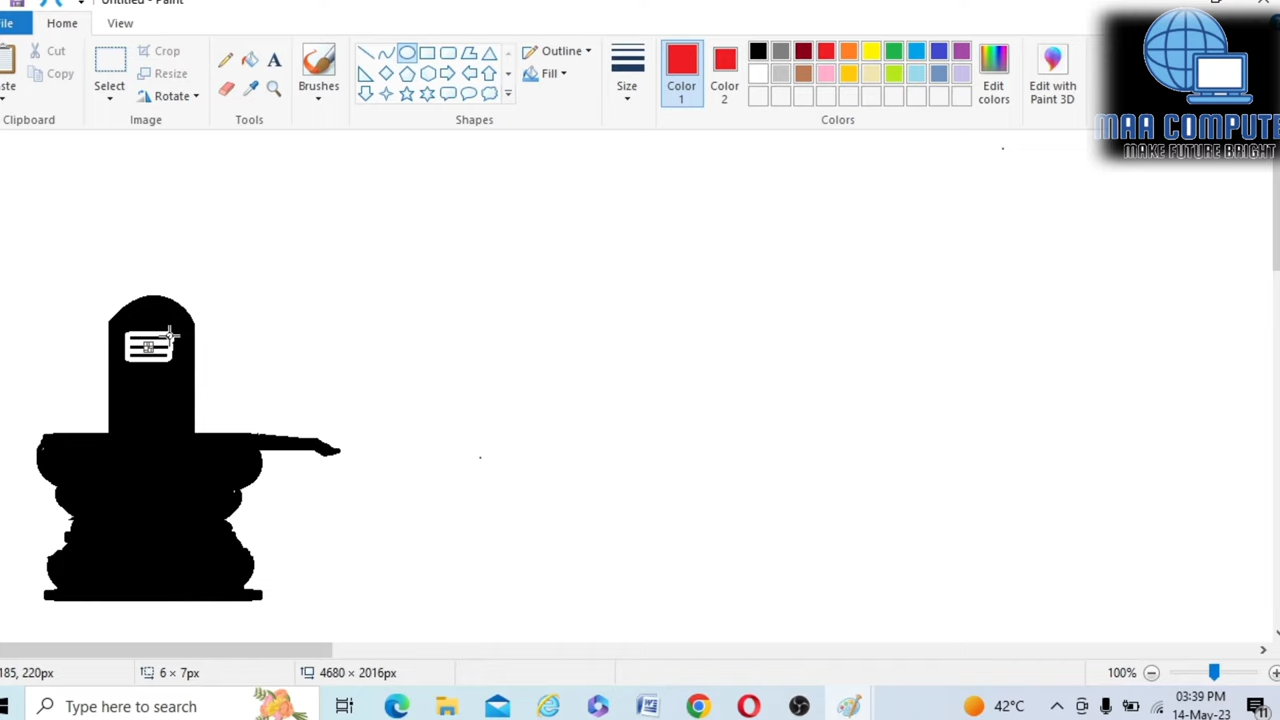 Untitled - Paint
File
Home
View
Cut
Copy
Clipboard
Select
Crop
Resize
Rotate
Image
A
Tools
Brushes
Outline
Fill
Shapes
Size
Color
1
Color
2
Edit
colors
Colors
Edit with
Paint 3D
MAA COMPUTE
MAKE FUTURE BRIGHT
185, 220px
6 × 7px
4680 × 2016px
100%
Type here to search
42°C
03:39 PM
14-May-23